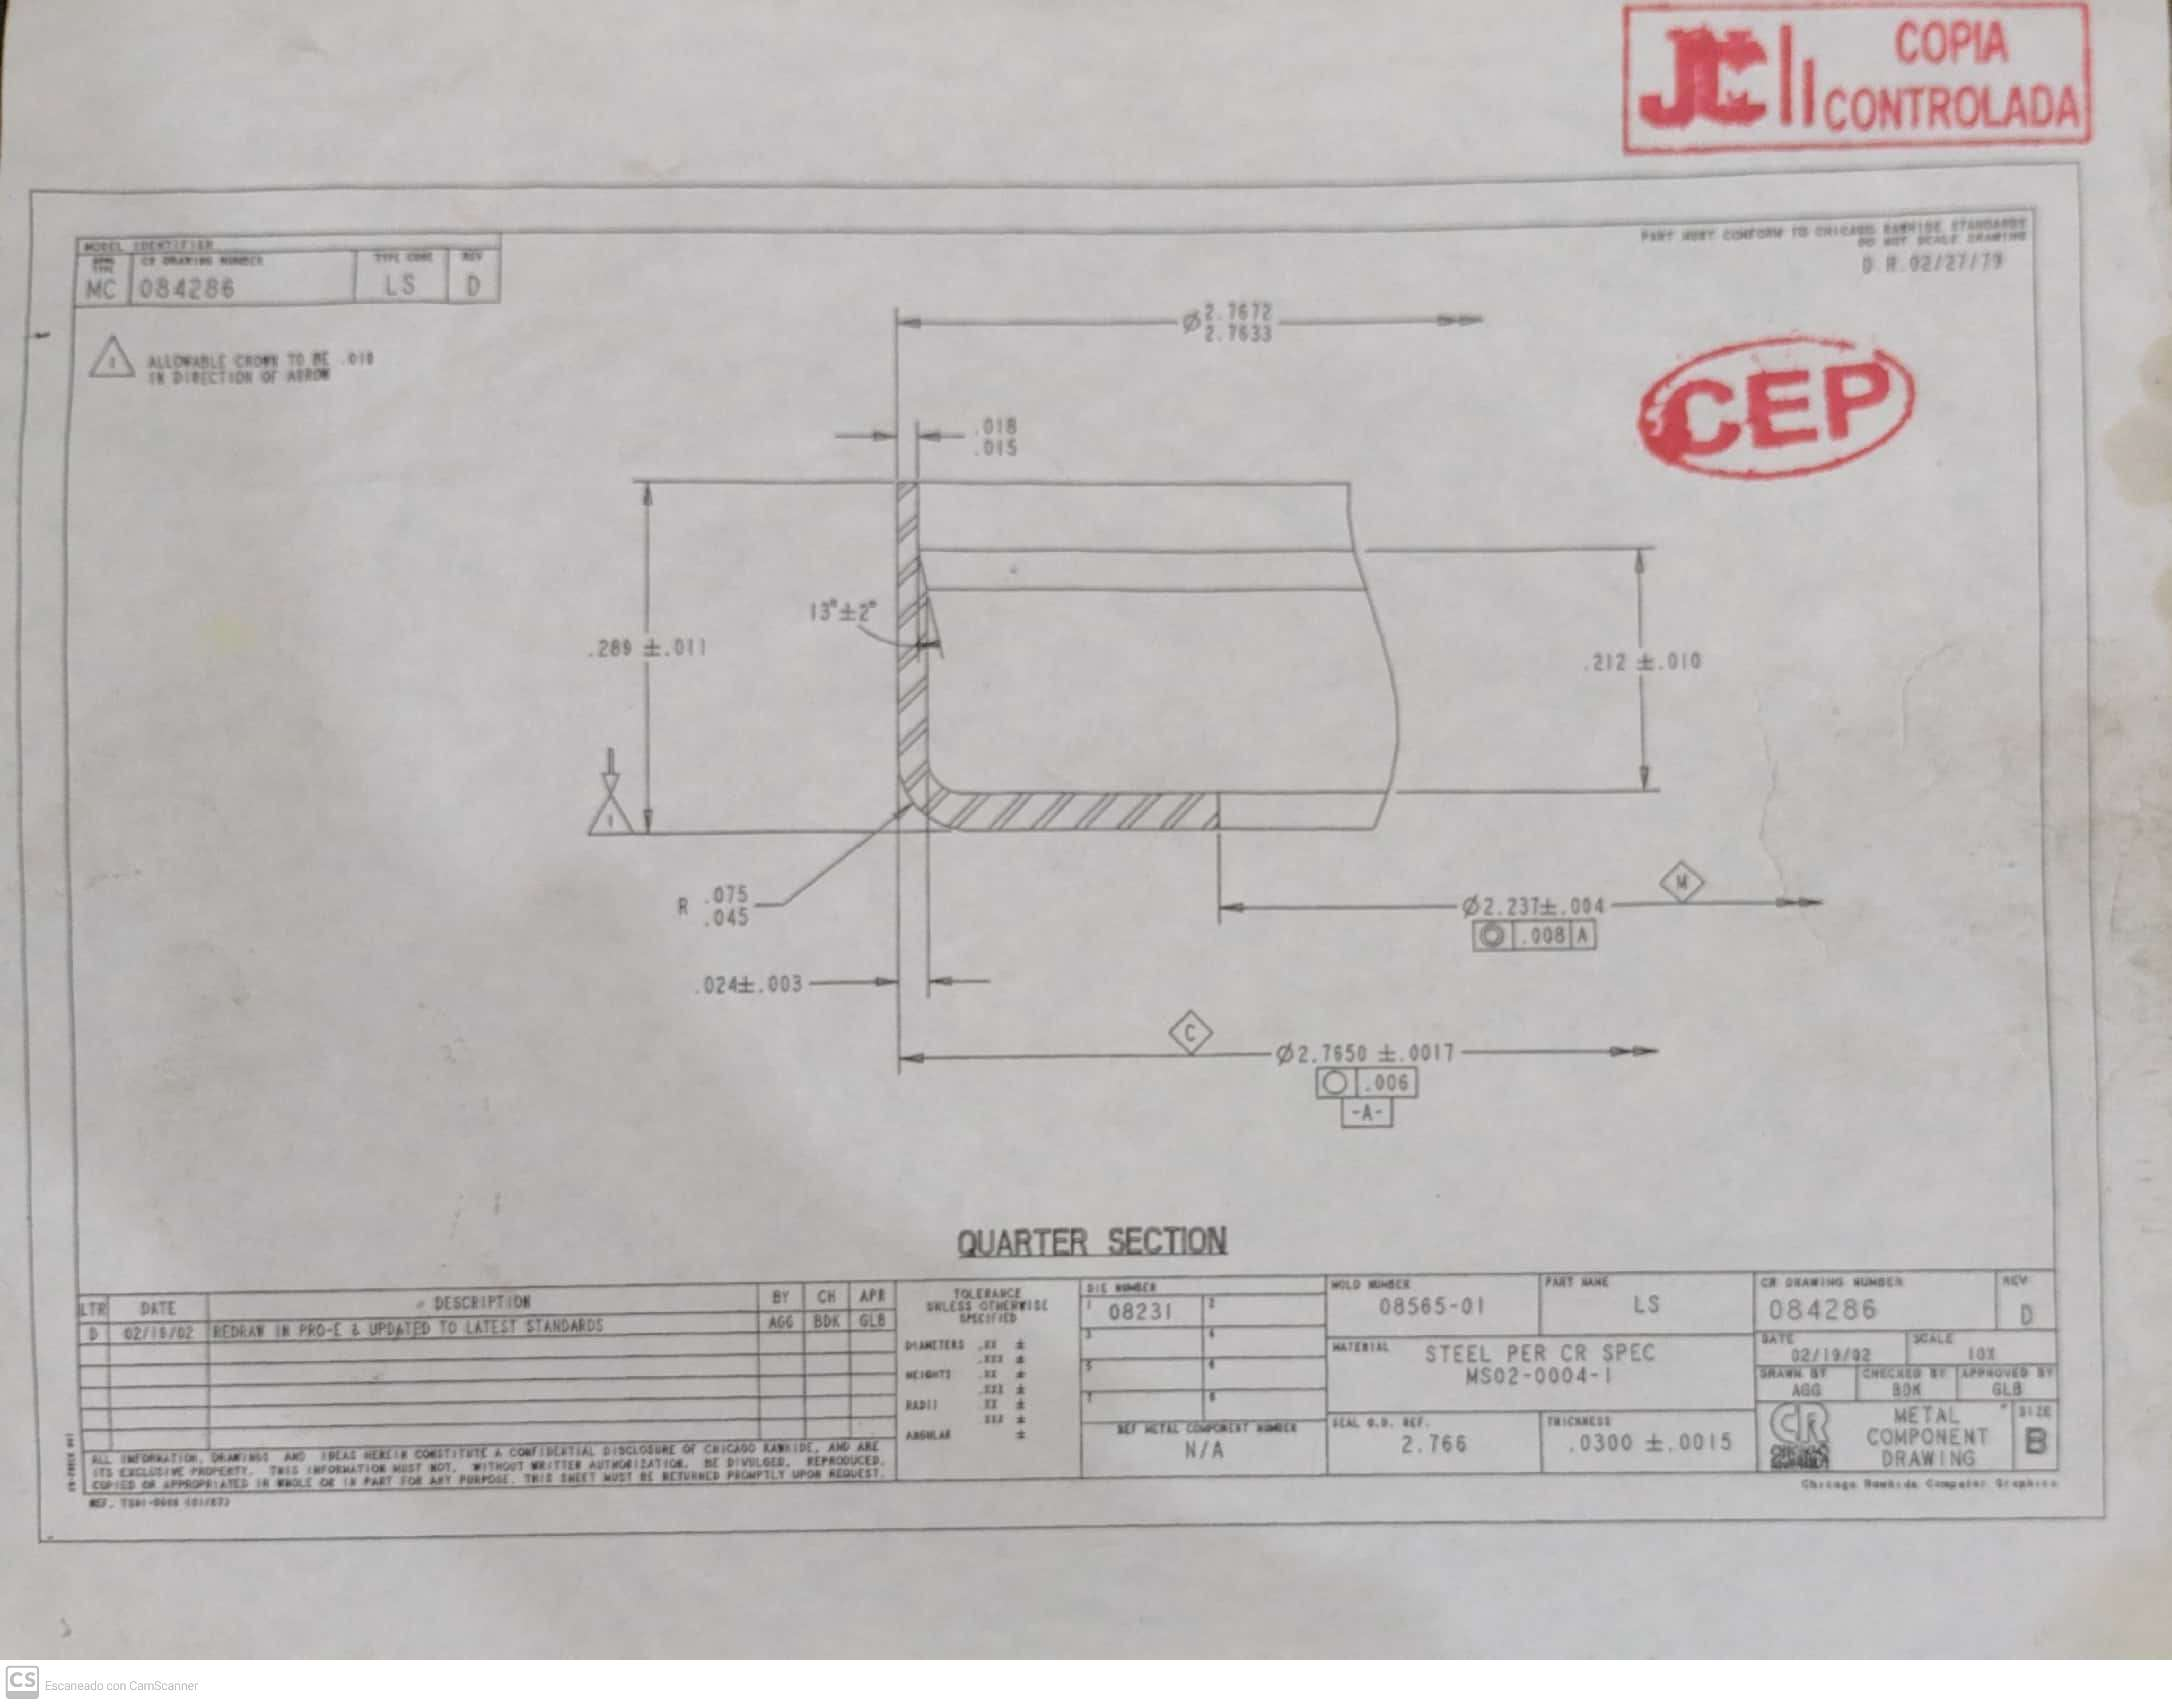 COPIA
CONTROLADA
MODEL IDENTIFIER
CR DRAWING NUMBER
TYPE CODE
REV
MC
084286
LS
D
PART MUST CONFORM TO CHICAGO RAWHIDE STANDARDS
DO NOT SCALE DRAWING
O R.02/27/79
CEP
1
ALLOWABLE CROWN TO BE .010
IN DIRECTION OF ARROW
Ø2.7672
2.7633
.018
.015
13°±2°
.289 ±.011
.212 ±.010
1
R .075
.045
M
Ø2.237±.004
.008 A
.024±.003
C
Ø2.7650 ±.0017
.006
-A-
QUARTER SECTION
LTR DATE DESCRIPTION BY CH APR
D 02/19/02 REDRAW IN PRO-E & UPDATED TO LATEST STANDARDS AGG BDK GLB
TOLERANCE
UNLESS OTHERWISE
SPECIFIED
DIAMETERS .XX ±
.XXX ±
HEIGHTS .XX ±
.XXX ±
RADII .XX ±
.XXX ±
ANGULAR ±
DIE NUMBER
1 08231 2
3 4
5 6
7 8
REF METAL COMPONENT NUMBER
N/A
MOLD NUMBER
08565-01
PART NAME
LS
MATERIAL
STEEL PER CR SPEC
MS02-0004-1
SEAL O.D. REF.
2.766
THICKNESS
.0300 ±.0015
CR DRAWING NUMBER
084286
REV
D
DATE
02/19/02
SCALE
10X
DRAWN BY
AGG
CHECKED BY
BDK
APPROVED BY
GLB
CR
METAL
COMPONENT
DRAWING
SIZE
B
ALL INFORMATION, DRAWINGS AND IDEAS HEREIN CONSTITUTE A CONFIDENTIAL DISCLOSURE OF CHICAGO RAWHIDE, AND ARE
ITS EXCLUSIVE PROPERTY. THIS INFORMATION MUST NOT, WITHOUT WRITTEN AUTHORIZATION, BE DIVULGED, REPRODUCED,
COPIED OR APPROPRIATED IN WHOLE OR IN PART FOR ANY PURPOSE. THIS SHEET MUST BE RETURNED PROMPTLY UPON REQUEST.
Chicago Rawhide Computer Graphics
CS Escaneado con CamScanner